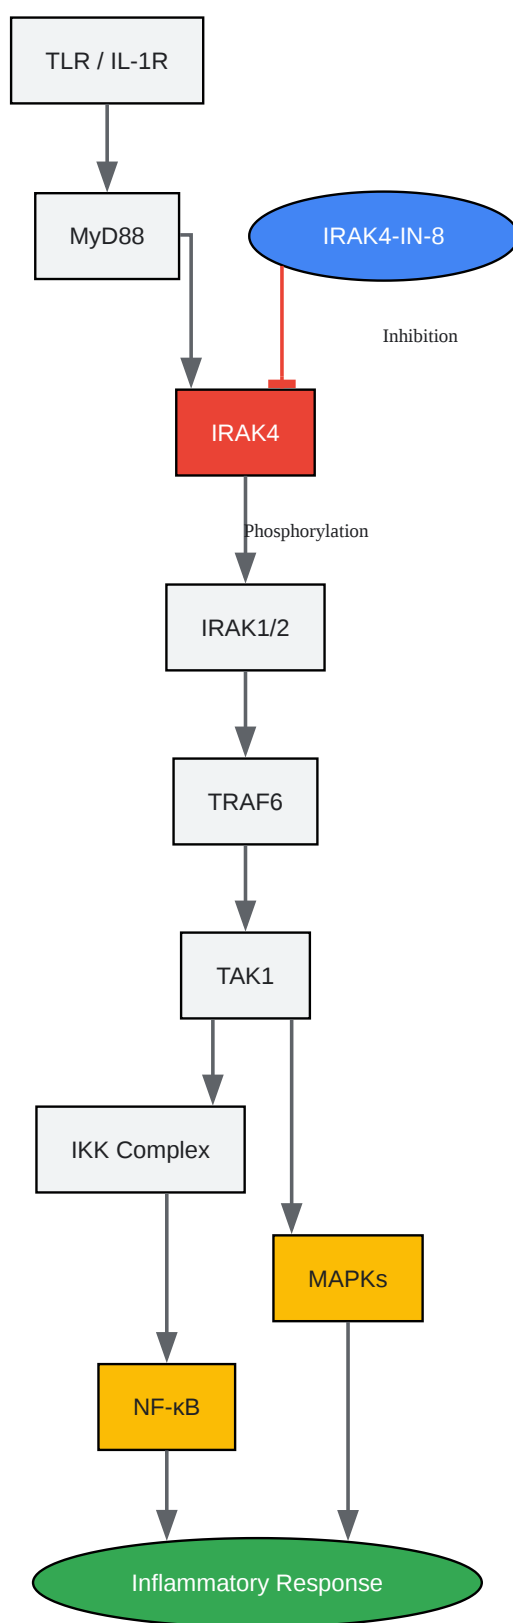 TLR / IL-1R
MyD88
IRAK4-IN-8
Inhibition
IRAK4
Phosphorylation
IRAK1/2
TRAF6
TAK1
IKK Complex
MAPKs
NF-κB
Inflammatory Response